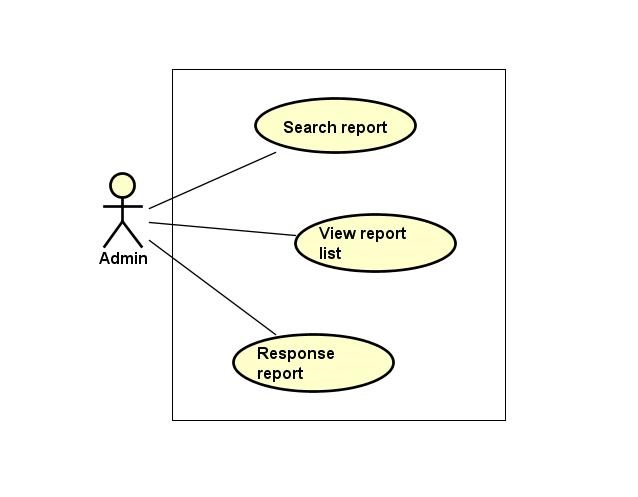 Search report
View report
list
Admin
Response
report